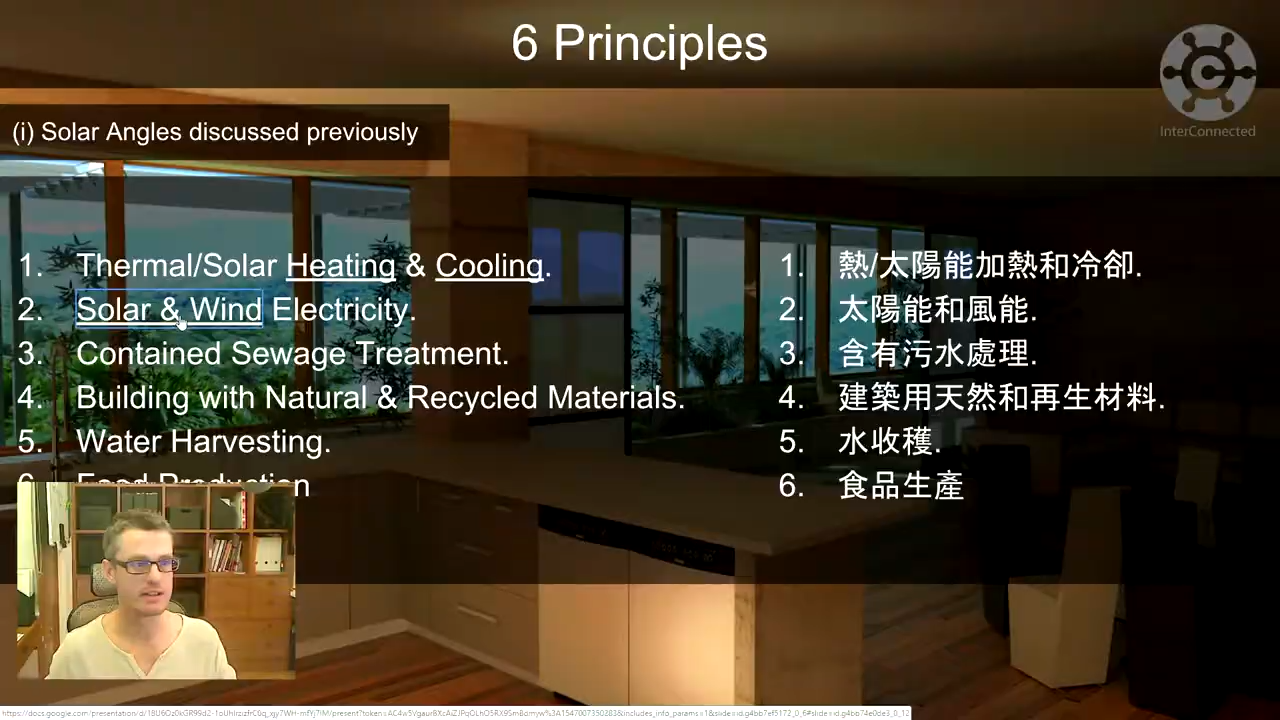 6 Principles
InterConnected
(i) Solar Angles discussed previously
1. Thermal/Solar Heating & Cooling.
2. Solar & Wind Electricity.
3. Contained Sewage Treatment.
4. Building with Natural & Recycled Materials.
5. Water Harvesting.
6. Food Production
1. 熱/太陽能加熱和冷卻.
2. 太陽能和風能.
3. 含有污水處理.
4. 建築用天然和再生材料.
5. 水收穫.
6. 食品生產